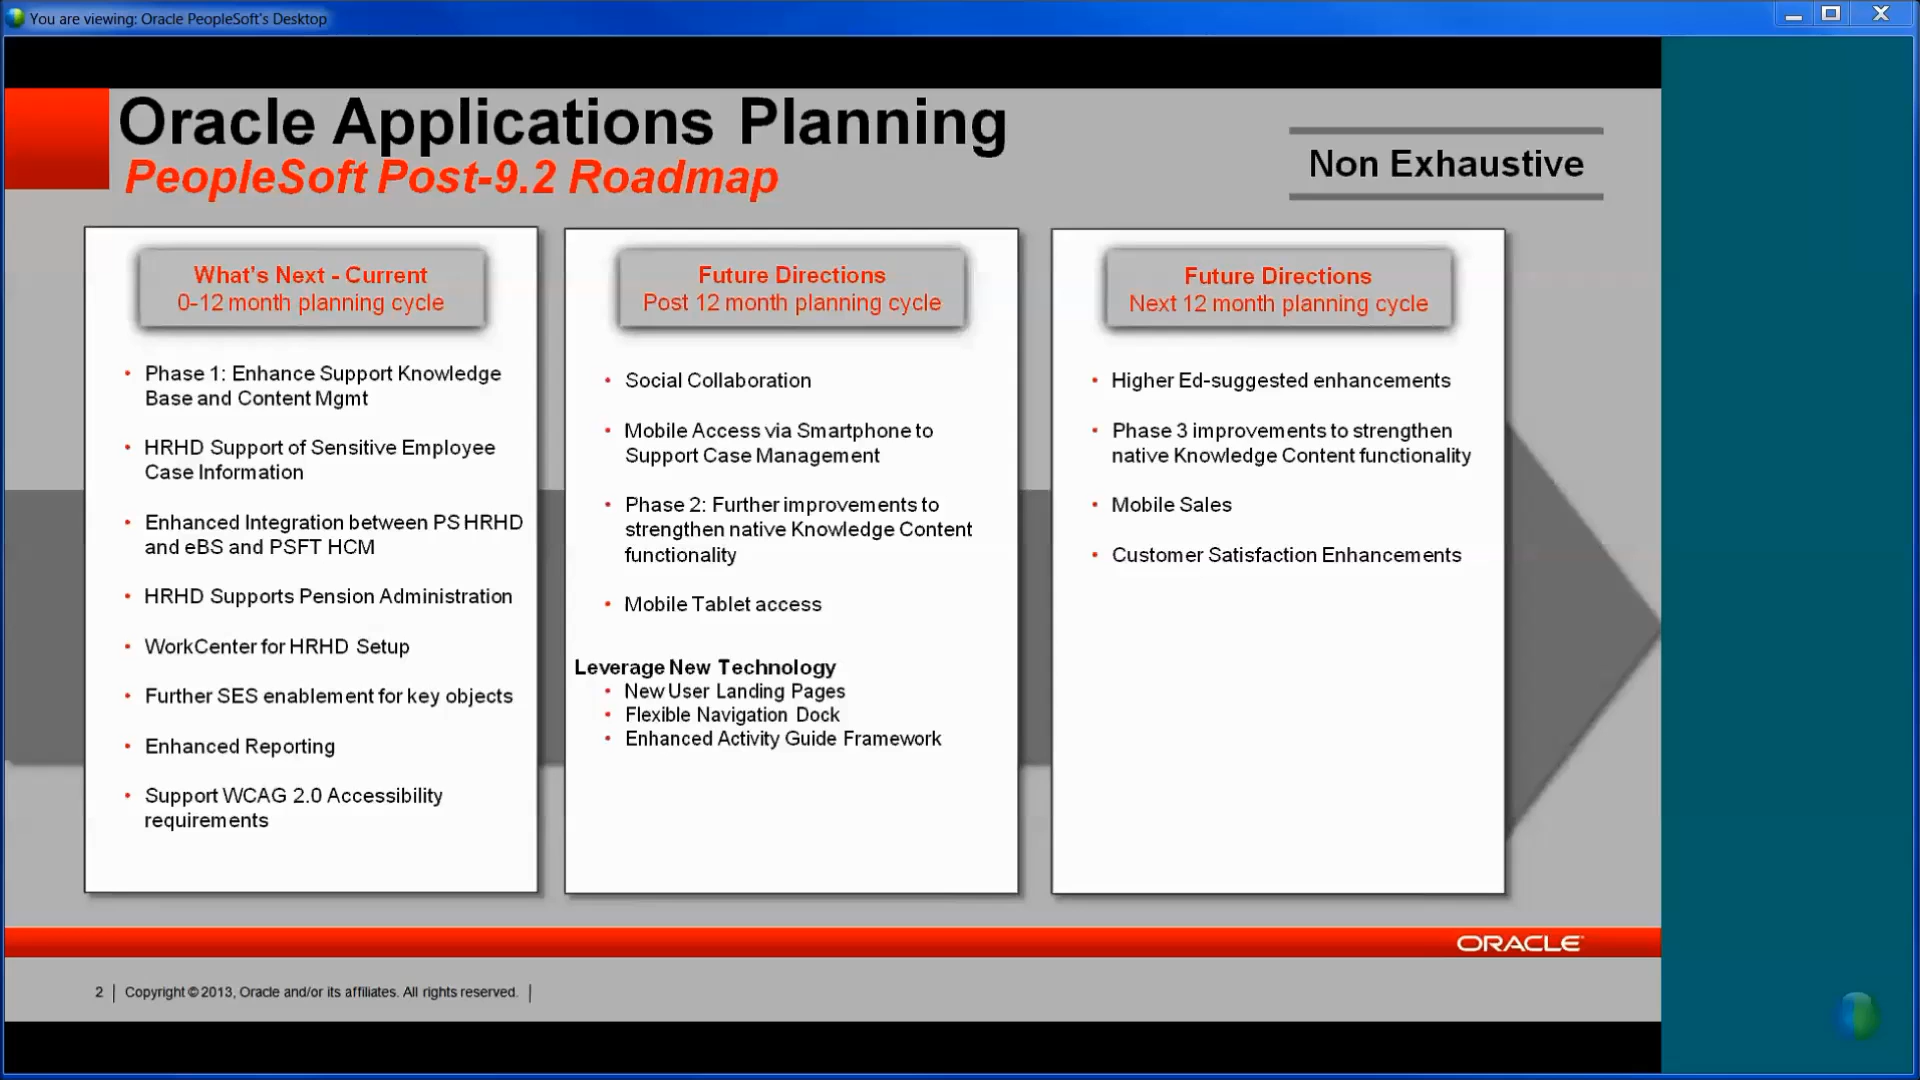 You are viewing: Oracle PeopleSoft's Desktop
Oracle Applications Planning
PeopleSoft Post-9.2 Roadmap
Non Exhaustive
What's Next - Current
0-12 month planning cycle
• Phase 1: Enhance Support Knowledge
Base and Content Mgmt
• HRHD Support of Sensitive Employee
Case Information
• Enhanced Integration between PS HRHD
and eBS and PSFT HCM
• HRHD Supports Pension Administration
• WorkCenter for HRHD Setup
• Further SES enablement for key objects
• Enhanced Reporting
• Support WCAG 2.0 Accessibility
requirements
Future Directions
Post 12 month planning cycle
• Social Collaboration
• Mobile Access via Smartphone to
Support Case Management
• Phase 2: Further improvements to
strengthen native Knowledge Content
functionality
• Mobile Tablet access
Leverage New Technology
• New User Landing Pages
• Flexible Navigation Dock
• Enhanced Activity Guide Framework
Future Directions
Next 12 month planning cycle
• Higher Ed-suggested enhancements
• Phase 3 improvements to strengthen
native Knowledge Content functionality
• Mobile Sales
• Customer Satisfaction Enhancements
ORACLE
2 | Copyright © 2013, Oracle and/or its affiliates. All rights reserved. |